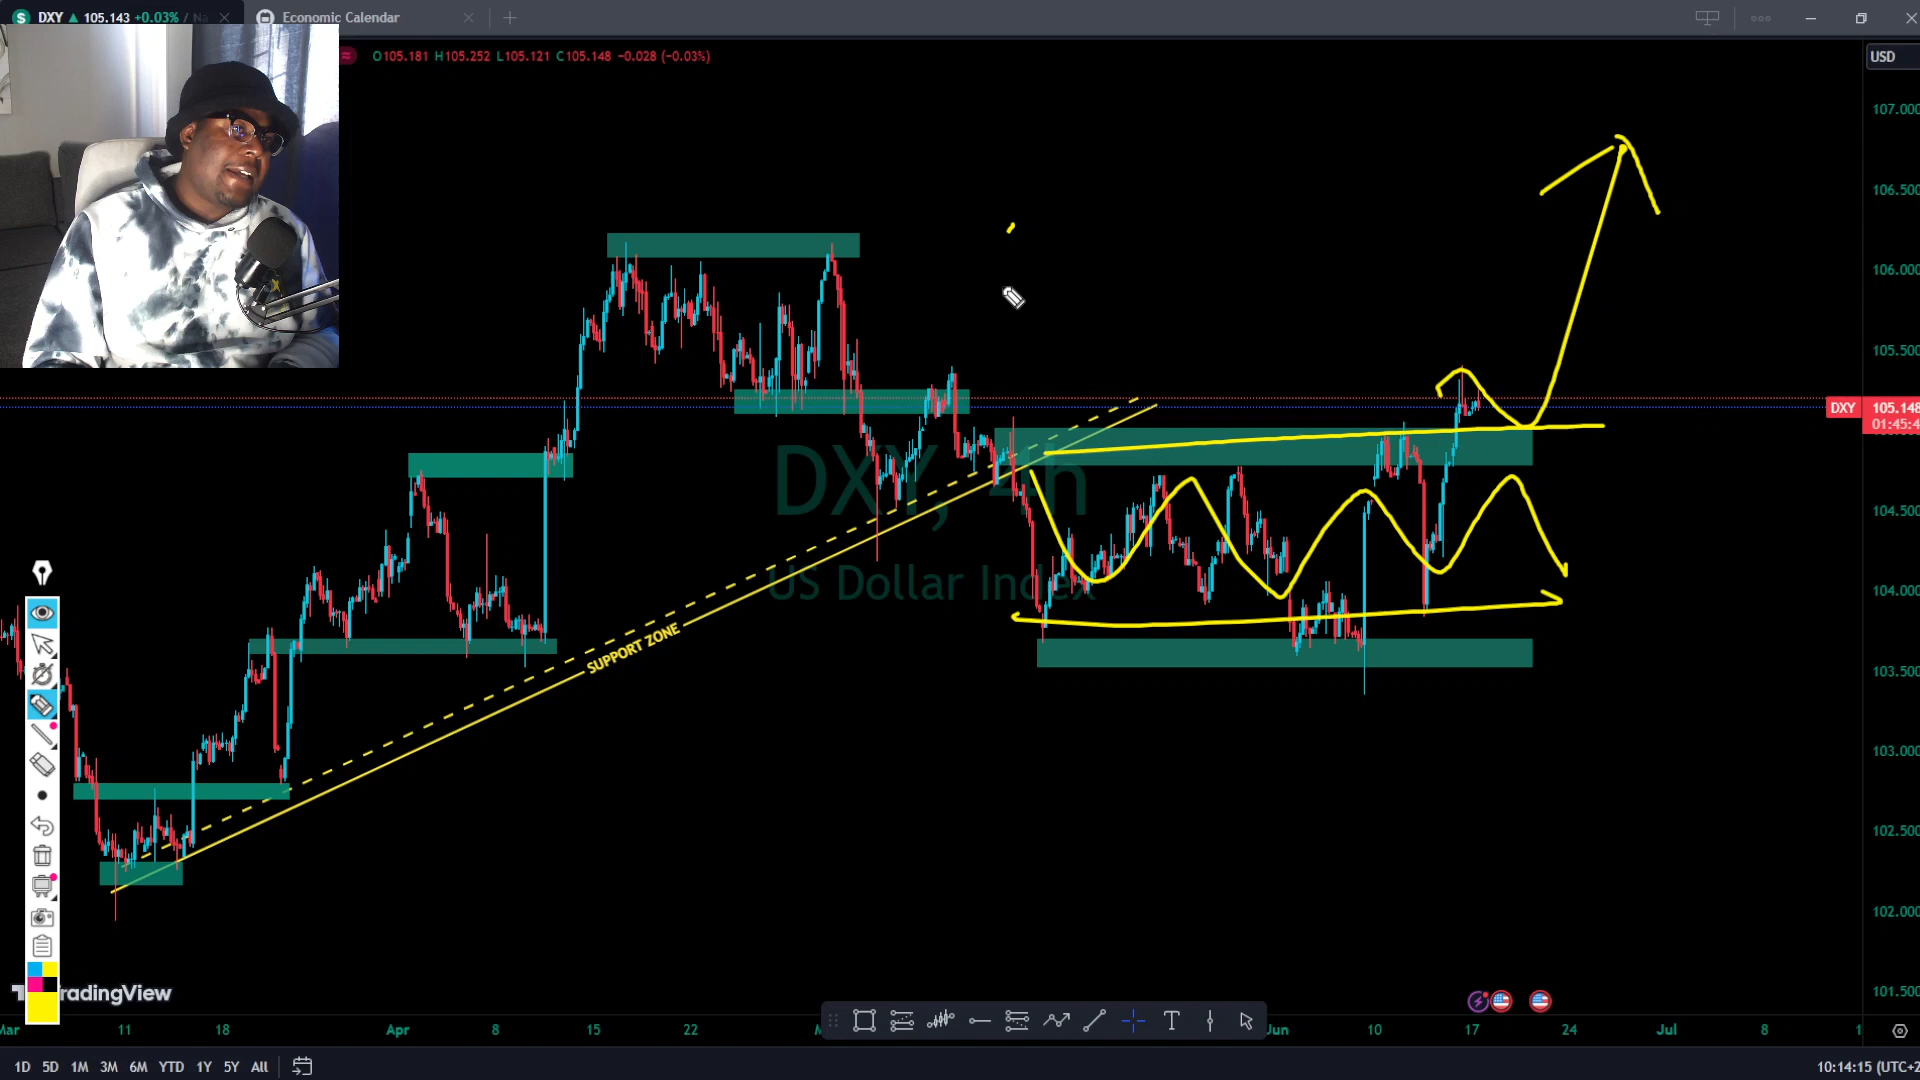 DXY ▲ 105.143 +0.03% / Na
Economic Calendar
O105.181 H105.252 L105.121 C105.148 −0.028 (−0.03%)
USD
107.000
106.500
106.000
105.500
DXY 105.148
01:45:4
104.500
104.000
103.500
103.000
102.500
102.000
101.500
DXY, 4h
US Dollar Index
SUPPORT ZONE
TradingView
Mar 11 18 Apr 8 15 22 M Jun 10 17 24 Jul 8 1
1D 5D 1M 3M 6M YTD 1Y 5Y All
10:14:15 (UTC+2